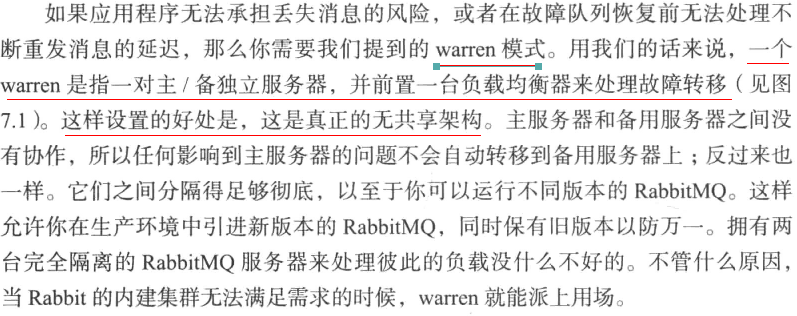 如果应用程序无法承担丢失消息的风险，或者在故障队列恢复前无法处理不
断重发消息的延迟，那么你需要我们提到的 warren 模式。用我们的话来说，一个
warren 是指一对主 / 备独立服务器，并前置一台负载均衡器来处理故障转移（见图
7.1）。这样设置的好处是，这是真正的无共享架构。主服务器和备用服务器之间没
有协作，所以任何影响到主服务器的问题不会自动转移到备用服务器上；反过来也
一样。它们之间分隔得足够彻底，以至于你可以运行不同版本的 RabbitMQ。这样
允许你在生产环境中引进新版本的 RabbitMQ，同时保有旧版本以防万一。拥有两
台完全隔离的 RabbitMQ 服务器来处理彼此的负载没什么不好的。不管什么原因，
当 Rabbit 的内建集群无法满足需求的时候，warren 就能派上用场。